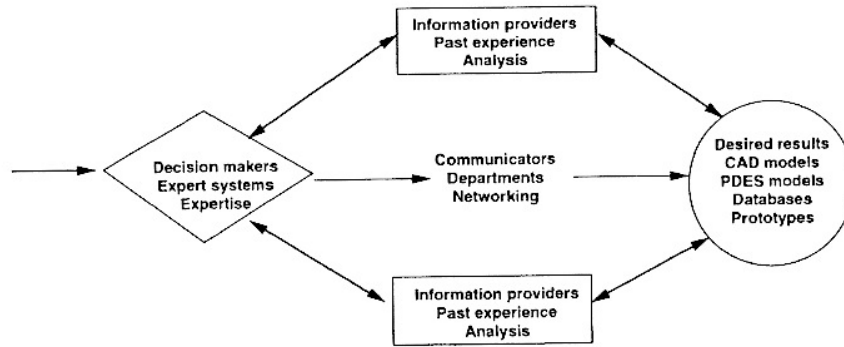 Information providers
Past experience
Analysis
Decision makers
Expert systems
Expertise
Communicators
Departments
Networking
Desired results
CAD models
PDES models
Databases
Prototypes
Information providers
Past experience
Analysis